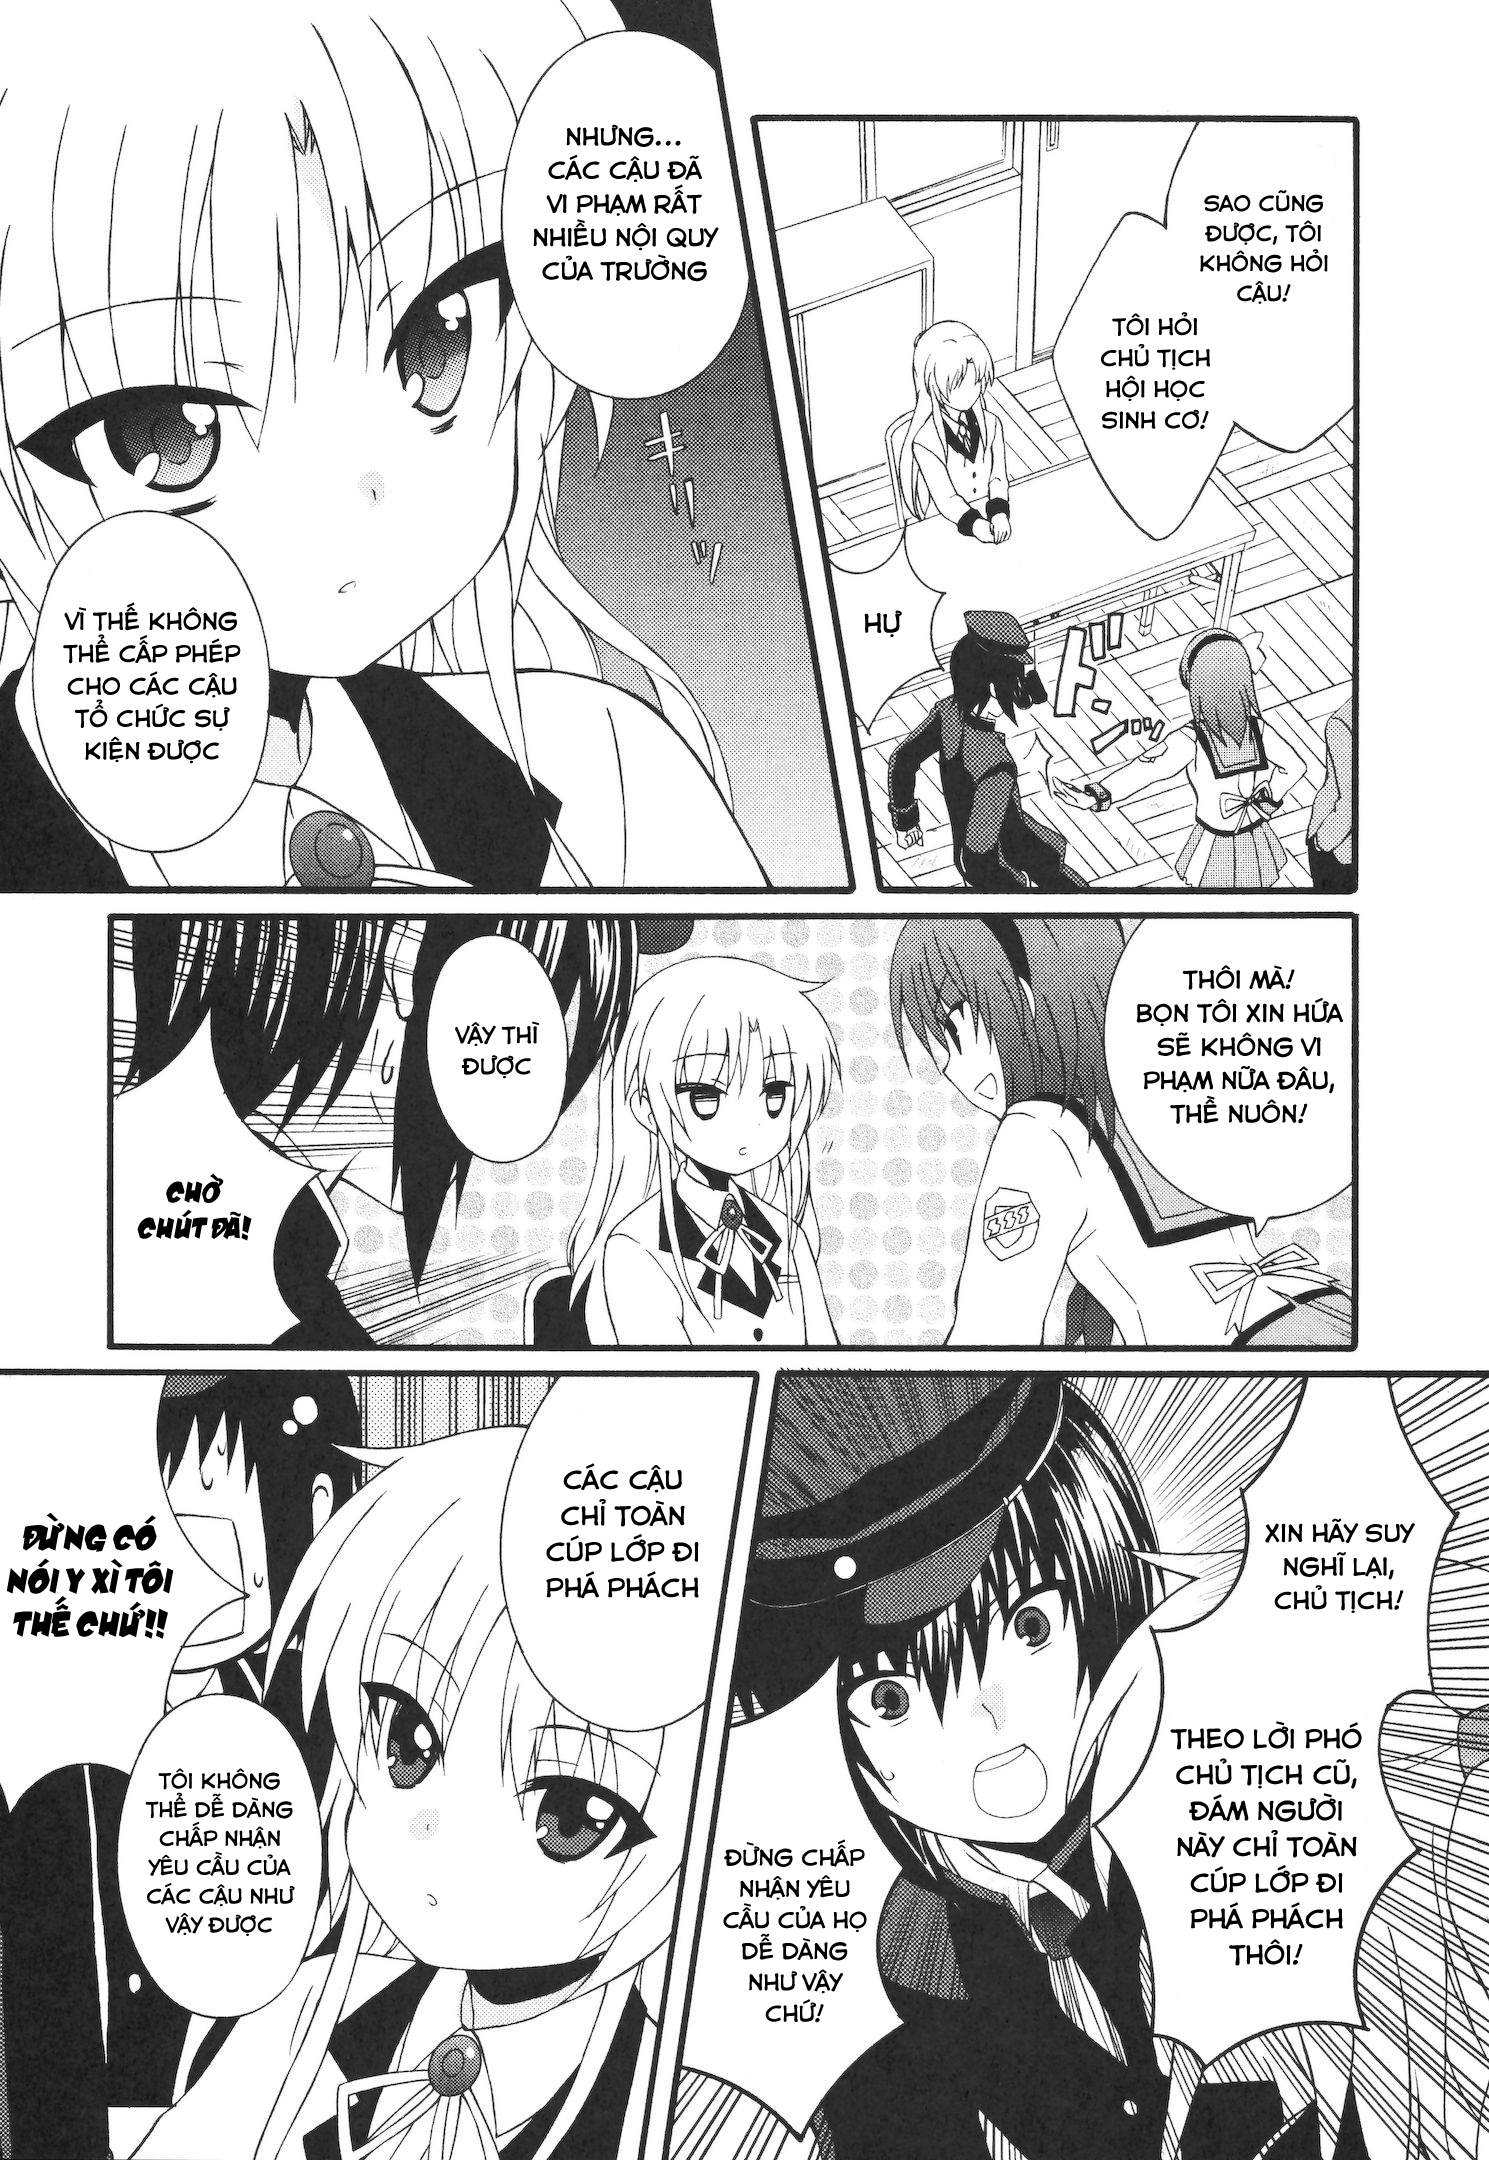 SAO CŨNG
ĐƯỢC, TÔI
KHÔNG HỎI
CẬU!
TÔI HỎI
CHỦ TỊCH
HỘI HỌC
SINH CƠ!
HỰ
ドンッ
NHƯNG...
CÁC CẬU ĐÃ
VI PHẠM RẤT
NHIỀU NỘI QUY
CỦA TRƯỜNG
ギリッ
VÌ THẾ KHÔNG
THỂ CẤP PHÉP
CHO CÁC CẬU
TỔ CHỨC SỰ
KIỆN ĐƯỢC
THÔI MÀ!
BỌN TÔI XIN HỨA
SẼ KHÔNG VI
PHẠM NỮA ĐÂU,
THỀ NUÔN!
VẬY THÌ
ĐƯỢC
CHỜ
CHÚT ĐÃ!
XIN HÃY SUY
NGHĨ LẠI,
CHỦ TỊCH!
THEO LỜI PHÓ
CHỦ TỊCH CŨ,
ĐÁM NGƯỜI
NÀY CHỈ TOÀN
CÚP LỚP ĐI
PHÁ PHÁCH
THÔI!
ĐỪNG CHẤP
NHẬN YÊU
CẦU CỦA HỌ
DỄ DÀNG
NHƯ VẬY
CHỨ!
CÁC CẬU
CHỈ TOÀN
CÚP LỚP ĐI
PHÁ PHÁCH
TÔI KHÔNG
THỂ DỄ DÀNG
CHẤP NHẬN
YÊU CẦU CỦA
CÁC CẬU NHƯ
VẬY ĐƯỢC
ĐỪNG CÓ
NÓI Y XÌ TÔI
THẾ CHỨ!!